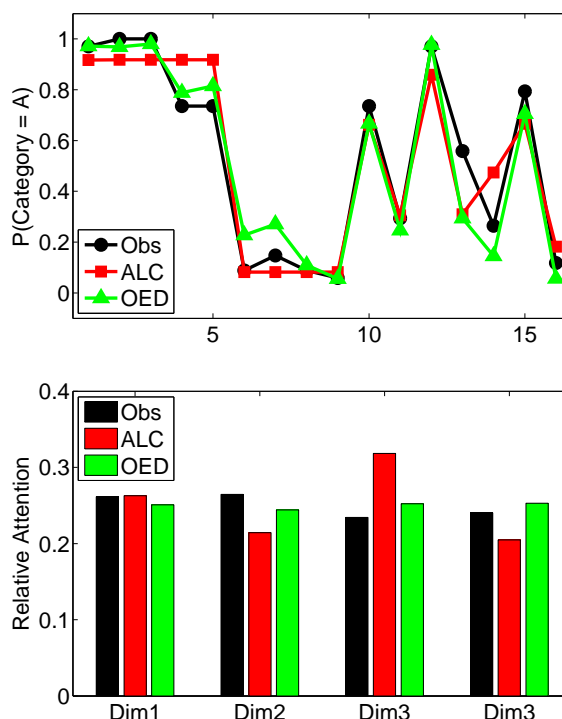 P(Category = A)
1
0.8
0.6
0.4
0.2
0
Obs
ALC
OED
5
10
15
Relative Attention
0.4
0.3
0.2
0.1
0
Obs
ALC
OED
Dim1 Dim2 Dim3 Dim3